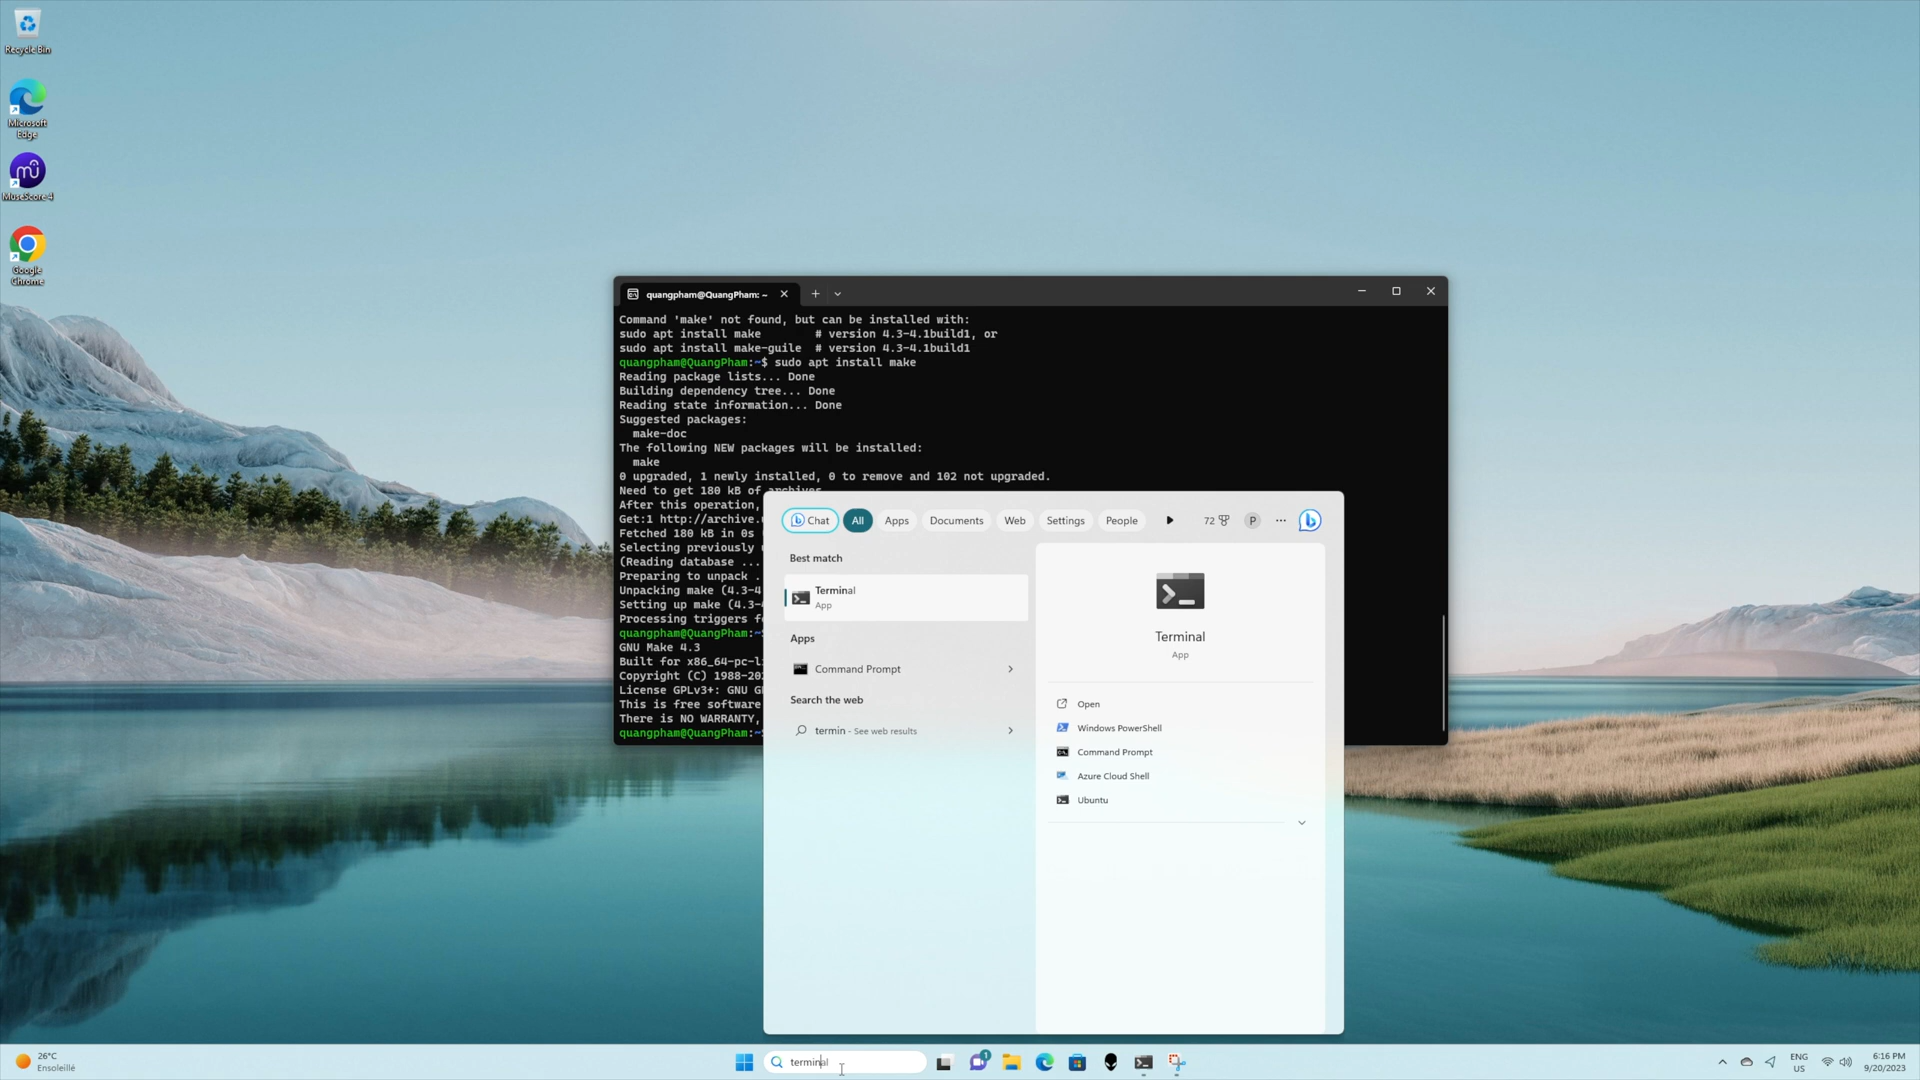 Recycle Bin
Microsoft
Edge
MuseScore 4
Google
Chrome
quangpham@QuangPham: ~
Command 'make' not found, but can be installed with:
sudo apt install make        # version 4.3-4.1build1, or
sudo apt install make-guile  # version 4.3-4.1build1
quangpham@QuangPham:~$ sudo apt install make
Reading package lists... Done
Building dependency tree... Done
Reading state information... Done
Suggested packages:
make-doc
The following NEW packages will be installed:
make
0 upgraded, 1 newly installed, 0 to remove and 102 not upgraded.
Need to get 180 kB of archives.
After this operation,
Get:1 http://archive.
Fetched 180 kB in 0s
Selecting previously
(Reading database ...
Preparing to unpack .
Unpacking make (4.3-4
Setting up make (4.3-4
Processing triggers f
quangpham@QuangPham:~
GNU Make 4.3
Built for x86_64-pc-l
Copyright (C) 1988-20
License GPLv3+: GNU G
This is free software
There is NO WARRANTY,
quangpham@QuangPham:~
Chat
All
Apps
Documents
Web
Settings
People
72
P
Best match
Terminal
App
Apps
Command Prompt
Search the web
termin - See web results
Terminal
App
Open
Windows PowerShell
Command Prompt
Azure Cloud Shell
Ubuntu
26°C
Ensoleillé
terminal
1
ENG
US
6:16 PM
9/20/2023